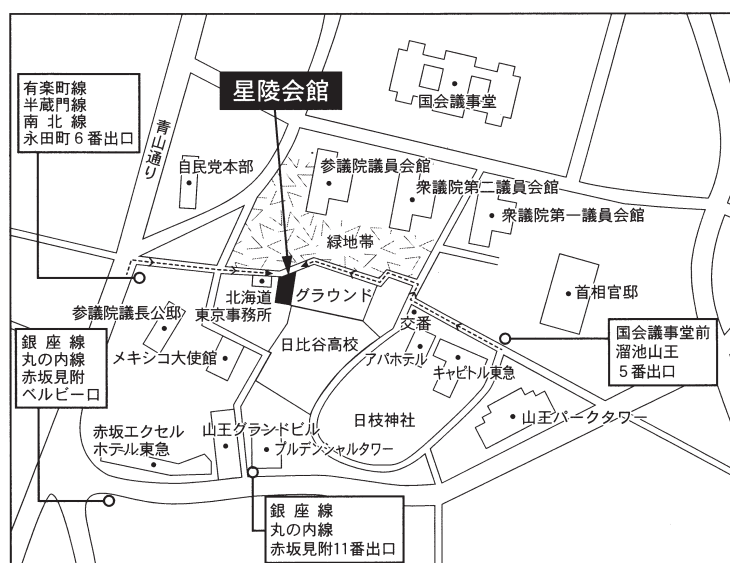 有楽町線
半蔵門線
南北線
永田町6番出口
青山通り
星陵会館
国会議事堂
自民党本部
参議院議員会館
衆議院第二議員会館
衆議院第一議員会館
緑地帯
北海道
東京事務所
グラウンド
首相官邸
参議院議長公邸
交番
国会議事堂前
溜池山王
5番出口
銀座線
丸の内線
赤坂見附
ベルビー口
メキシコ大使館
日比谷高校
アパホテル
キャピトル東急
日枝神社
山王パークタワー
赤坂エクセル
ホテル東急
山王グランドビル
プルデンシャルタワー
銀座線
丸の内線
赤坂見附11番出口